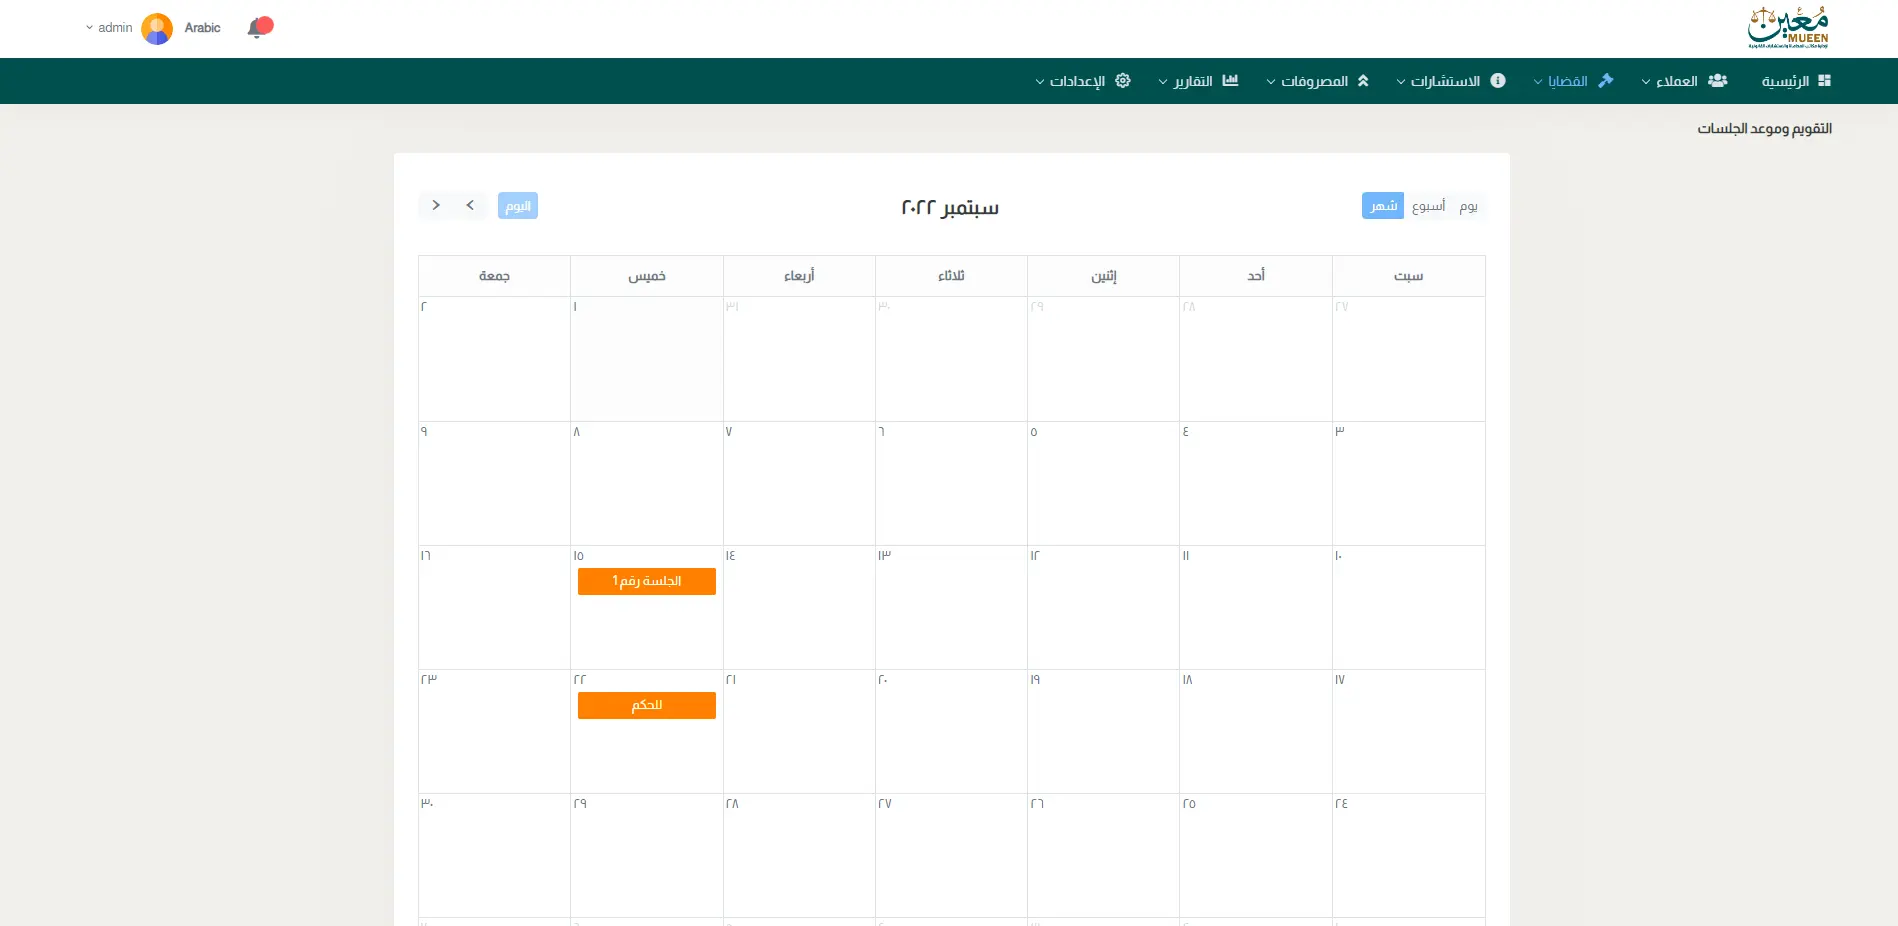 مُعين
MUEEN
Arabic
admin
الرئيسية العملاء القضايا الاستشارات المصروفات التقارير الإعدادات
التقويم وموعد الجلسات
يوم أسبوع شهر
سبتمبر ٢٠٢٢
اليوم
سبت أحد إثنين ثلاثاء أربعاء خميس جمعة
٢٧ ٢٨ ٢٩ ٣٠ ٣١ ١ ٢
٣ ٤ ٥ ٦ ٧ ٨ ٩
١٠ ١١ ١٢ ١٣ ١٤ ١٥ ١٦
الجلسة رقم 1
١٧ ١٨ ١٩ ٢٠ ٢١ ٢٢ ٢٣
للحكم
٢٤ ٢٥ ٢٦ ٢٧ ٢٨ ٢٩ ٣٠